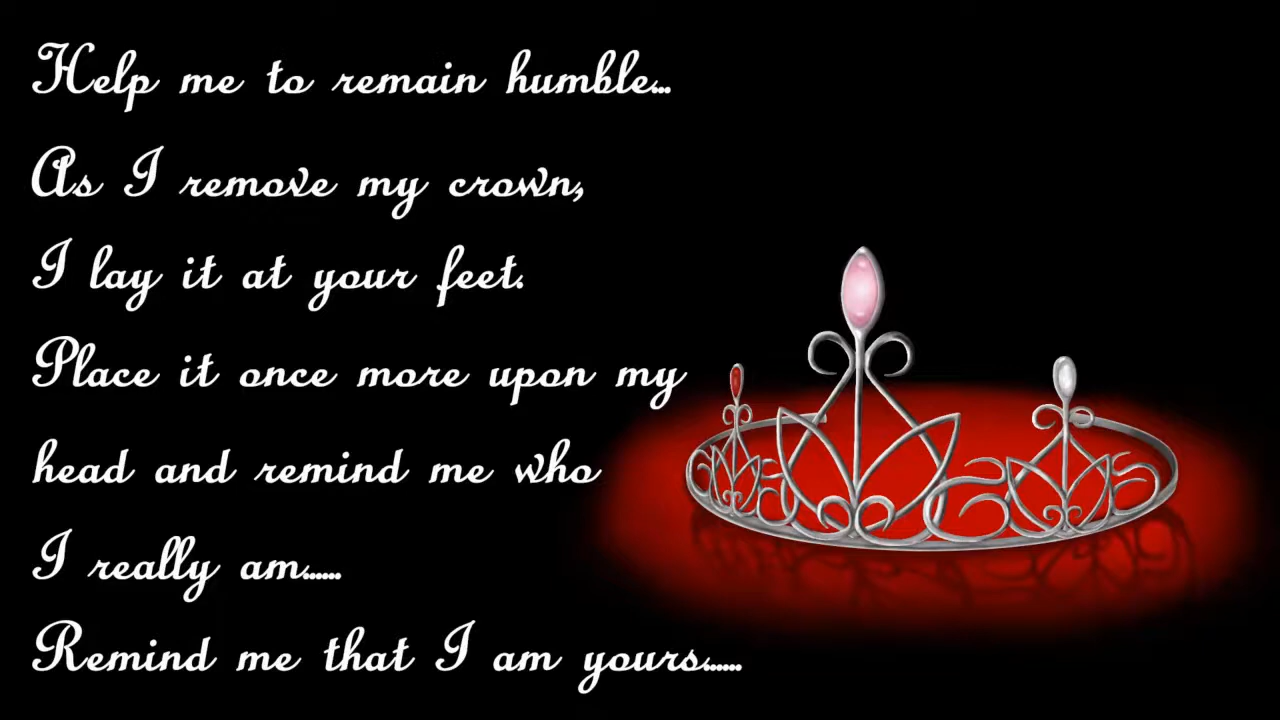 Help me to remain humble...
As I remove my crown,
I lay it at your feet.
Place it once more upon my
head and remind me who
I really am......
Remind me that I am yours......